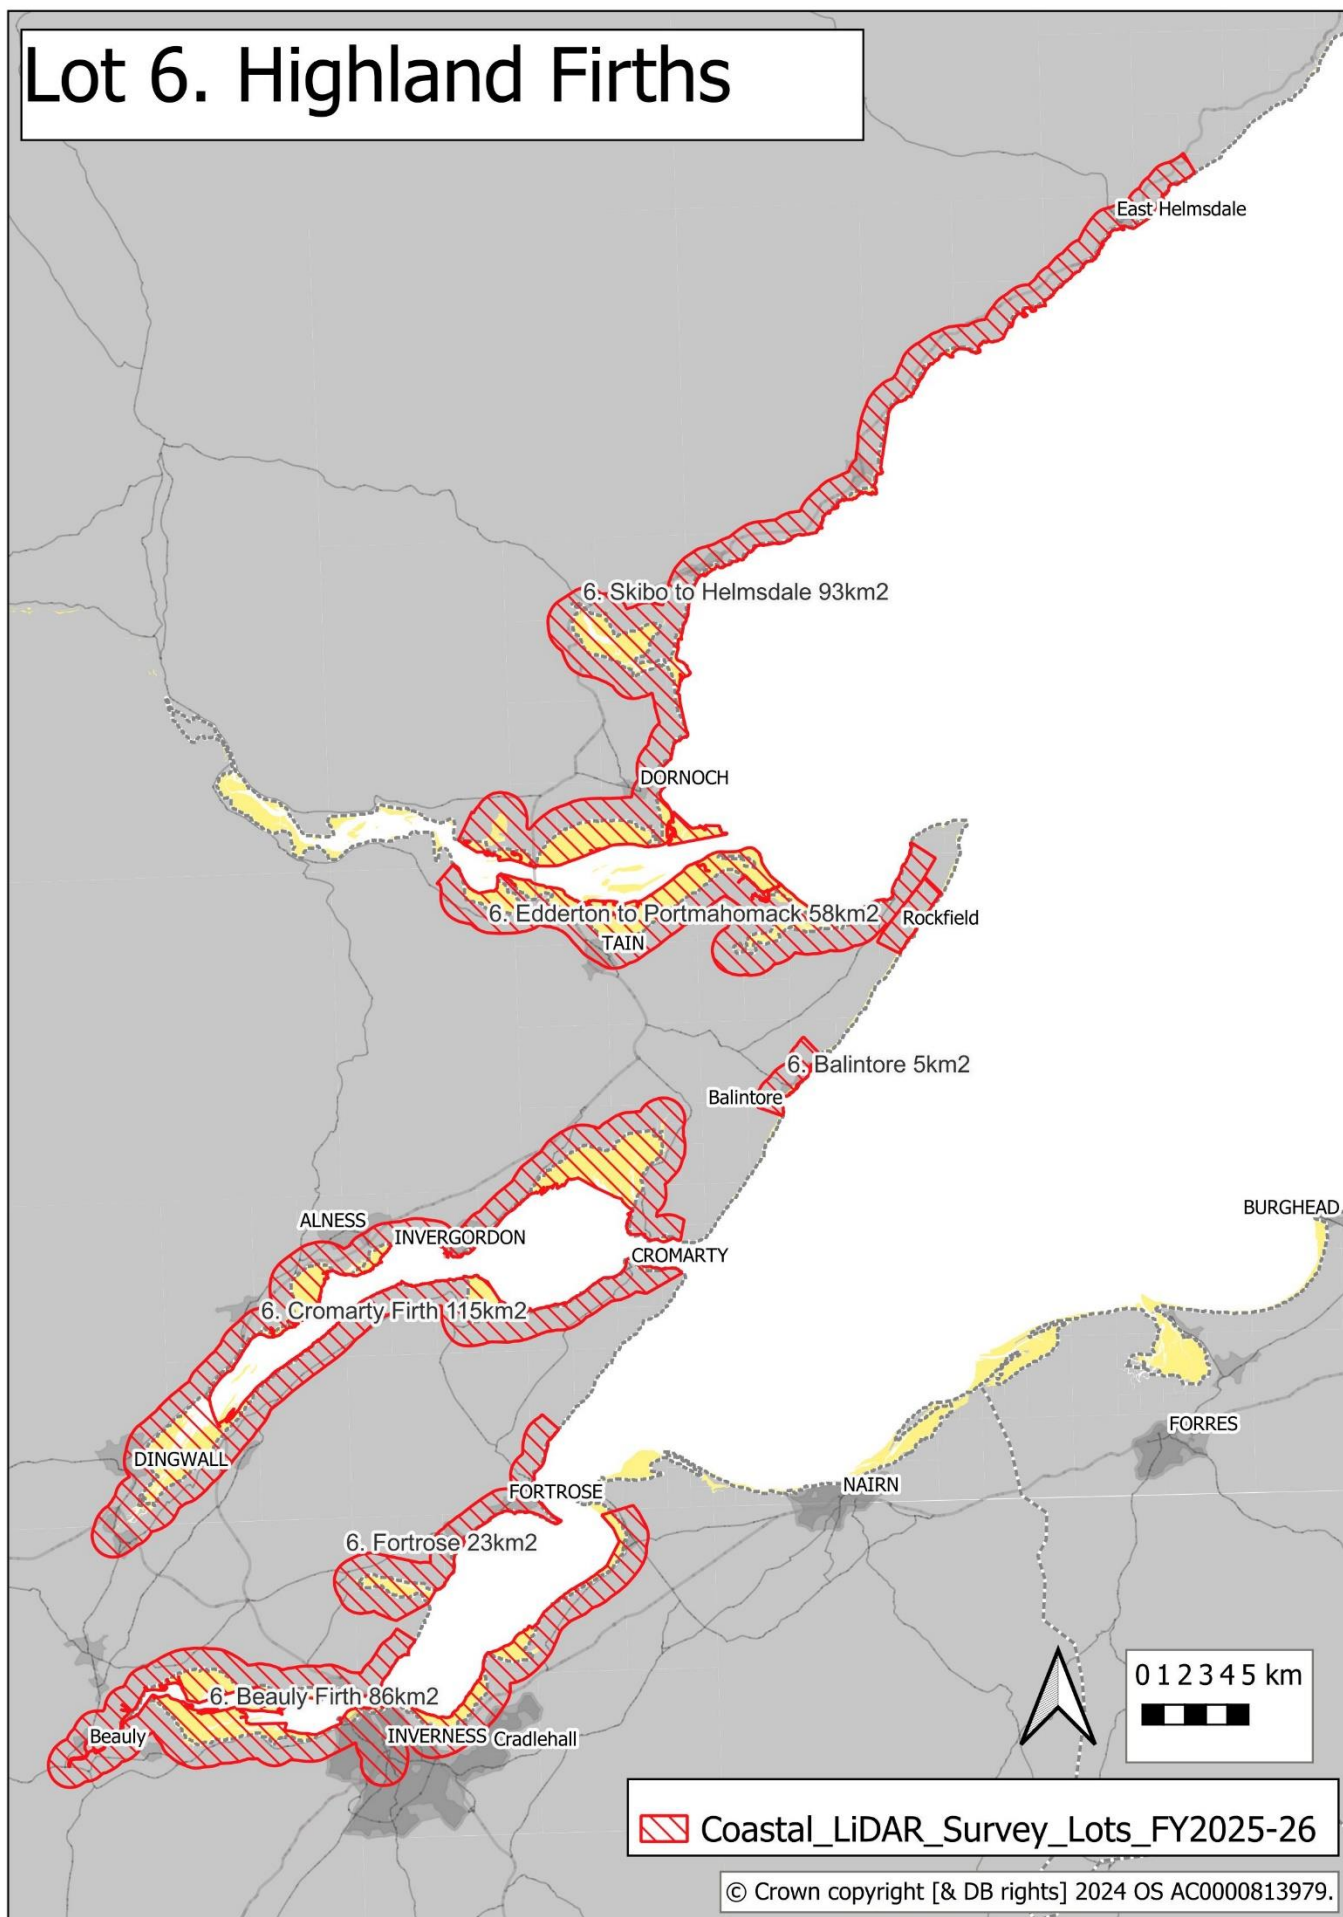 Lot 6. Highland Firths
East Helmsdale
6. Skibo to Helmsdale 93km2
DORNOCH
6. Edderton to Portmahomack 58km2
Rockfield
TAIN
6. Balintore 5km2
Balintore
BURGHEAD
ALNESS
INVERGORDON
CROMARTY
6. Cromarty Firth 115km2
FORRES
DINGWALL
NAIRN
FORTROSE
6. Fortrose 23km2
0 1 2 3 4 5 km
6. Beauly Firth 86km2
Beauly
INVERNESS
Cradlehall
Coastal_LiDAR_Survey_Lots_FY2025-26
© Crown copyright [& DB rights] 2024 OS AC0000813979.